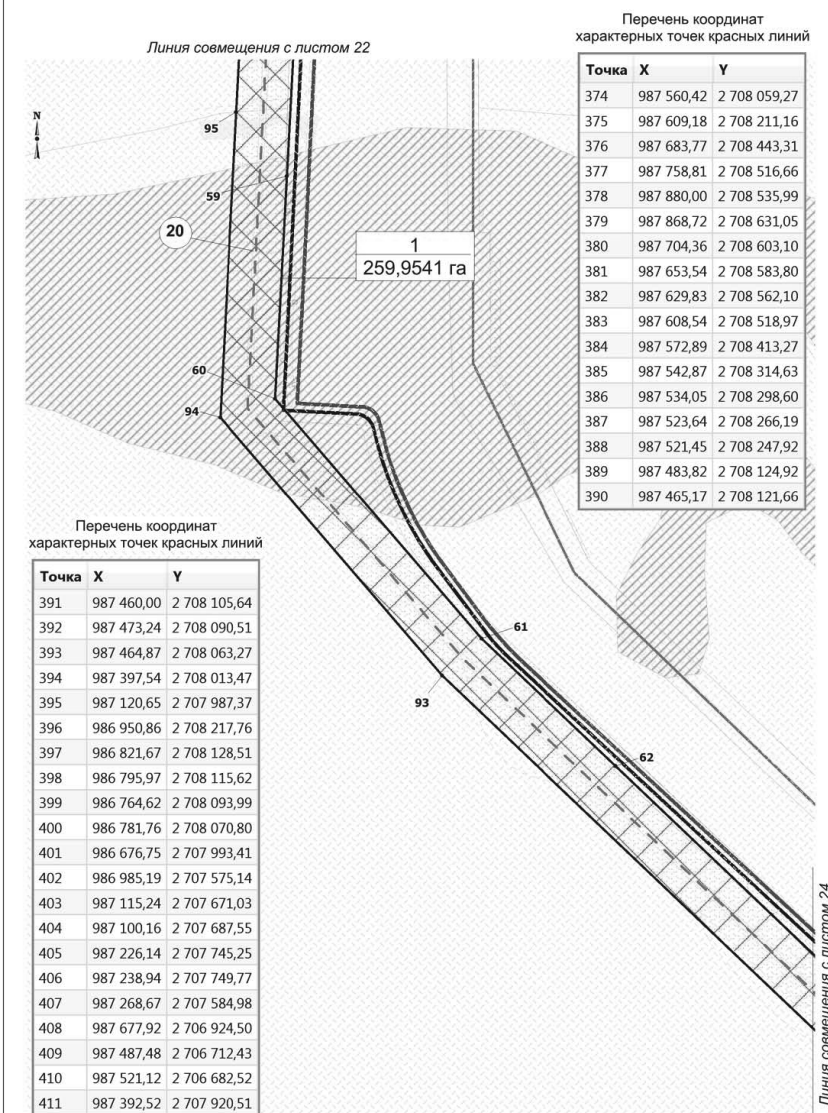 Перечень координат
характерных точек красных линий
Линия совмещения с листом 22
Точка X Y
374 987 560,42 2 708 059,27
375 987 609,18 2 708 211,16
376 987 683,77 2 708 443,31
377 987 758,81 2 708 516,66
378 987 880,00 2 708 535,99
379 987 868,72 2 708 631,05
380 987 704,36 2 708 603,10
381 987 653,54 2 708 583,80
382 987 629,83 2 708 562,10
383 987 608,54 2 708 518,97
384 987 572,89 2 708 413,27
385 987 542,87 2 708 314,63
386 987 534,05 2 708 298,60
387 987 523,64 2 708 266,19
388 987 521,45 2 708 247,92
389 987 483,82 2 708 124,92
390 987 465,17 2 708 121,66
N
95
59
20
1
259,9541 га
60
94
Перечень координат
характерных точек красных линий
Точка X Y
391 987 460,00 2 708 105,64
392 987 473,24 2 708 090,51
393 987 464,87 2 708 063,27
394 987 397,54 2 708 013,47
395 987 120,65 2 707 987,37
396 986 950,86 2 708 217,76
397 986 821,67 2 708 128,51
398 986 795,97 2 708 115,62
399 986 764,62 2 708 093,99
400 986 781,76 2 708 070,80
401 986 676,75 2 707 993,41
402 986 985,19 2 707 575,14
403 987 115,24 2 707 671,03
404 987 100,16 2 707 687,55
405 987 226,14 2 707 745,25
406 987 238,94 2 707 749,77
407 987 268,67 2 707 584,98
408 987 677,92 2 706 924,50
409 987 487,48 2 706 712,43
410 987 521,12 2 706 682,52
411 987 392,52 2 707 920,51
61
93
62
Линия совмещения с листом 24